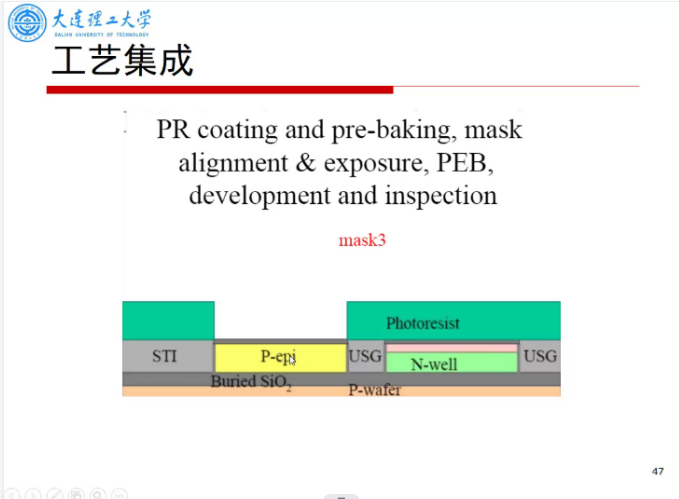 大连理工大学
DALIAN UNIVERSITY OF TECHNOLOGY
工艺集成
PR coating and pre-baking, mask
alignment & exposure, PEB,
development and inspection
mask3
Photoresist
STI
P-epi
USG
N-well
USG
Buried SiO2
P-wafer
47